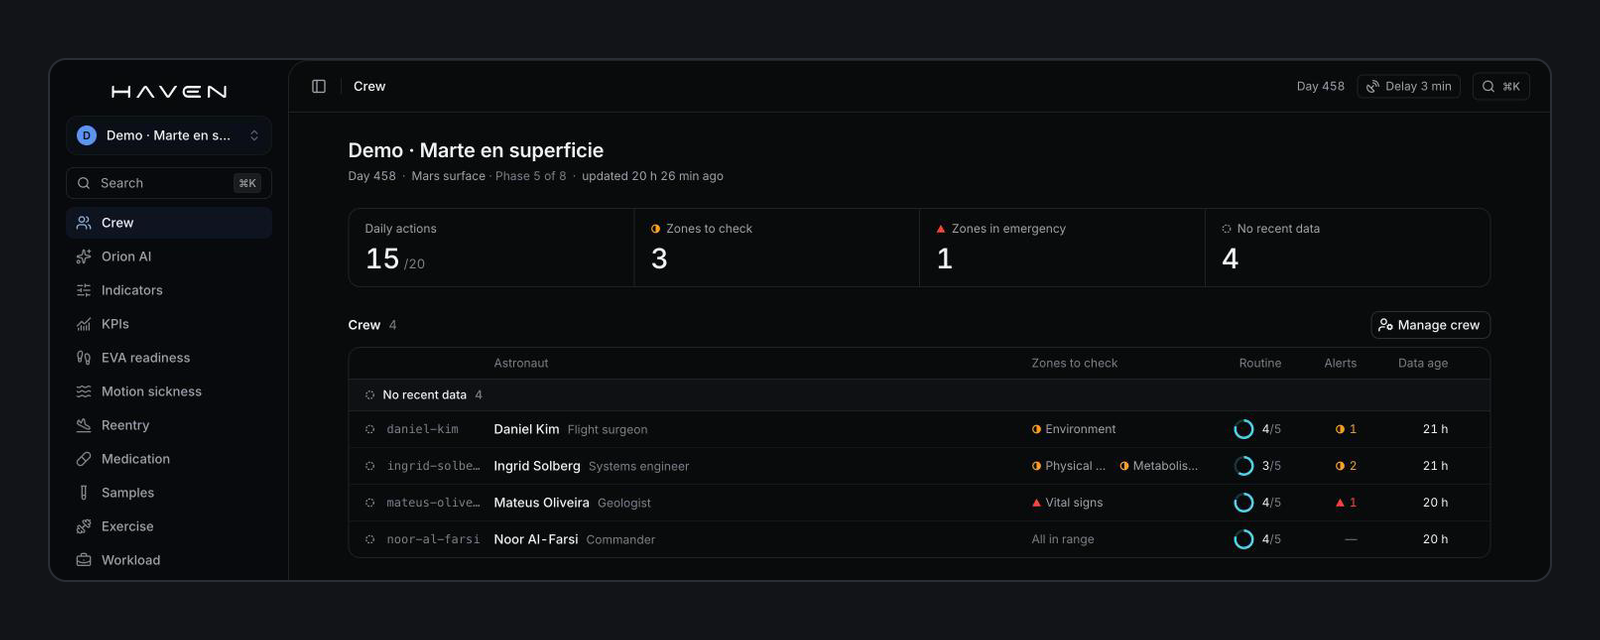 HAVEN
D Demo · Marte en s...
Search ⌘K
Crew
Orion AI
Indicators
KPIs
EVA readiness
Motion sickness
Reentry
Medication
Samples
Exercise
Workload
Crew
Day 458 Delay 3 min ⌘K
Demo · Marte en superficie
Day 458 · Mars surface · Phase 5 of 8 · updated 20 h 26 min ago
Daily actions
15 /20
Zones to check
3
Zones in emergency
1
No recent data
4
Crew 4
Manage crew
Astronaut Zones to check Routine Alerts Data age
No recent data 4
daniel-kim Daniel Kim Flight surgeon Environment 4/5 1 21 h
ingrid-solbe… Ingrid Solberg Systems engineer Physical ... Metabolis... 3/5 2 21 h
mateus-olive… Mateus Oliveira Geologist Vital signs 4/5 1 20 h
noor-al-farsi Noor Al-Farsi Commander All in range 4/5 — 20 h